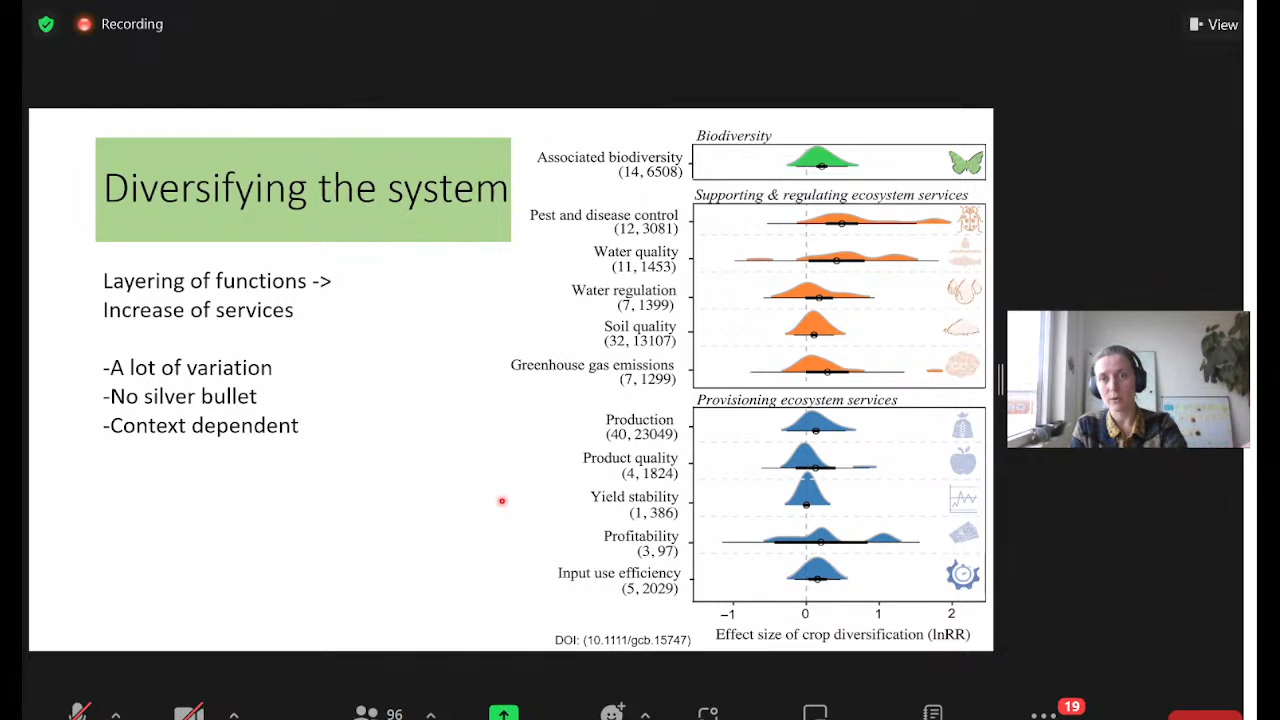 Recording
View
Diversifying the system
Layering of functions ->
Increase of services
-A lot of variation
-No silver bullet
-Context dependent
Biodiversity
Associated biodiversity
(14, 6508)
Supporting & regulating ecosystem services
Pest and disease control
(12, 3081)
Water quality
(11, 1453)
Water regulation
(7, 1399)
Soil quality
(32, 13107)
Greenhouse gas emissions
(7, 1299)
Provisioning ecosystem services
Production
(40, 23049)
Product quality
(4, 1824)
Yield stability
(1, 386)
Profitability
(3, 97)
Input use efficiency
(5, 2029)
−1 0 1 2
Effect size of crop diversification (lnRR)
DOI: (10.1111/gcb.15747)
96
19